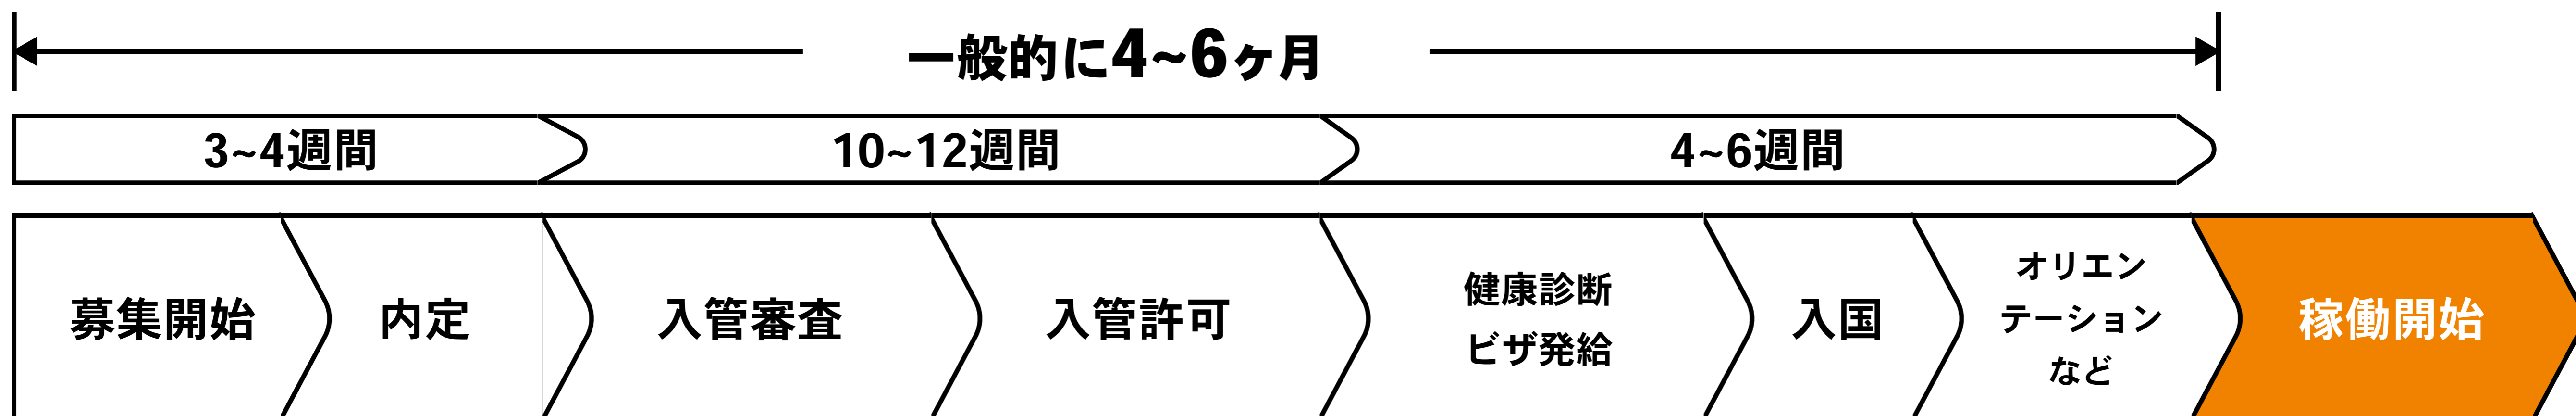 一般的に4~6ヶ月
3~4週間
10~12週間
4~6週間
募集開始
内定
入管審査
入管許可
健康診断
ビザ発給
入国
オリエン
テーション
など
稼働開始